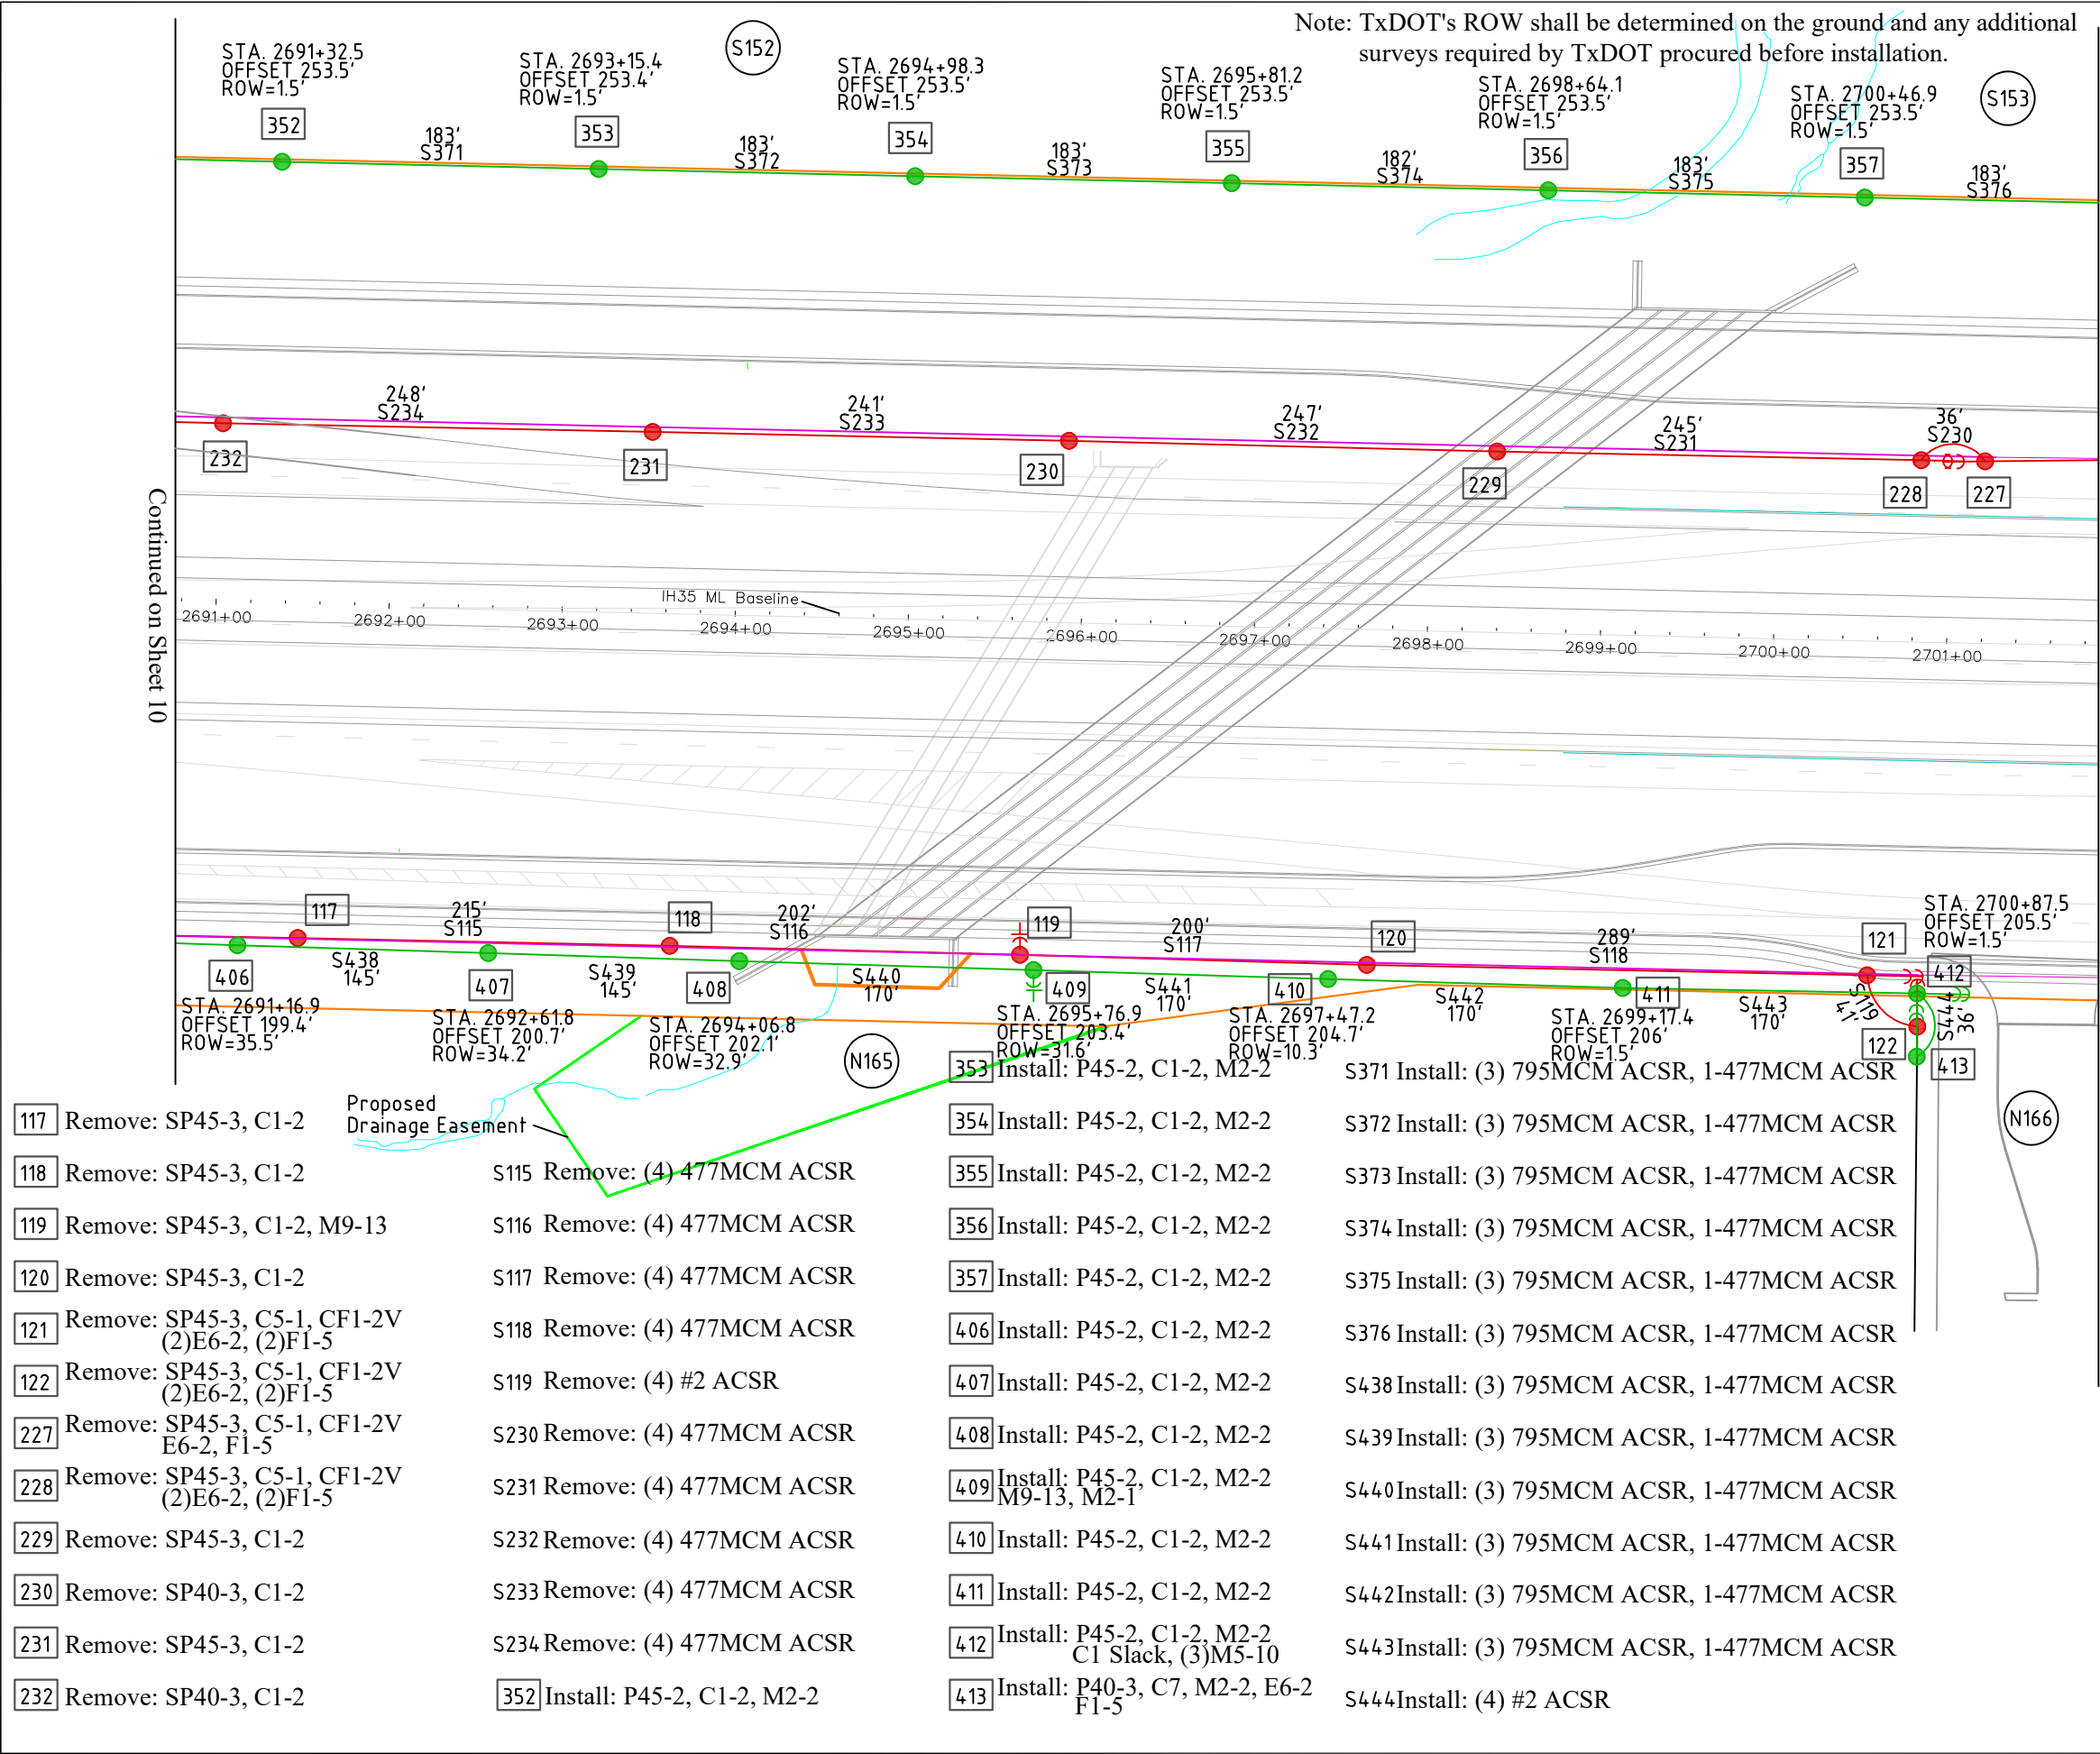 Note: TxDOT's ROW shall be determined on the ground and any additional
surveys required by TxDOT procured before installation.
S152
S153
STA. 2691+32.5
OFFSET 253.5'
ROW=1.5'
352
STA. 2693+15.4
OFFSET 253.4'
ROW=1.5'
353
STA. 2694+98.3
OFFSET 253.5'
ROW=1.5'
354
STA. 2695+81.2
OFFSET 253.5'
ROW=1.5'
355
STA. 2698+64.1
OFFSET 253.5'
ROW=1.5'
356
STA. 2700+46.9
OFFSET 253.5'
ROW=1.5'
357
183'
S371
183'
S372
183'
S373
182'
S374
183'
S375
183'
S376
248'
S234
241'
S233
247'
S232
245'
S231
36'
S230
232
231
230
229
228
227
Continued on Sheet 10
IH35 ML Baseline
2691+00
2692+00
2693+00
2694+00
2695+00
2696+00
2697+00
2698+00
2699+00
2700+00
2701+00
117
215'
S115
118
202'
S116
119
200'
S117
120
289'
S118
121
STA. 2700+87.5
OFFSET 205.5'
ROW=1.5'
412
406
S438
145'
407
S439
145'
408
S440
170'
409
S441
170'
410
S442
170'
411
S443
170'
S119
47'
S444
36'
122
413
STA. 2691+16.9
OFFSET 199.4'
ROW=35.5'
STA. 2692+61.8
OFFSET 200.7'
ROW=34.2'
STA. 2694+06.8
OFFSET 202.1'
ROW=32.9'
STA. 2695+76.9
OFFSET 203.4'
ROW=31.6'
STA. 2697+47.2
OFFSET 204.7'
ROW=10.3'
STA. 2699+17.4
OFFSET 206'
ROW=1.5'
N165
N166
Proposed
Drainage Easement
117 Remove: SP45-3, C1-2
118 Remove: SP45-3, C1-2
119 Remove: SP45-3, C1-2, M9-13
120 Remove: SP45-3, C1-2
121 Remove: SP45-3, C5-1, CF1-2V
(2)E6-2, (2)F1-5
122 Remove: SP45-3, C5-1, CF1-2V
(2)E6-2, (2)F1-5
227 Remove: SP45-3, C5-1, CF1-2V
E6-2, F1-5
228 Remove: SP45-3, C5-1, CF1-2V
(2)E6-2, (2)F1-5
229 Remove: SP45-3, C1-2
230 Remove: SP40-3, C1-2
231 Remove: SP45-3, C1-2
232 Remove: SP40-3, C1-2
S115 Remove: (4) 477MCM ACSR
S116 Remove: (4) 477MCM ACSR
S117 Remove: (4) 477MCM ACSR
S118 Remove: (4) 477MCM ACSR
S119 Remove: (4) #2 ACSR
S230 Remove: (4) 477MCM ACSR
S231 Remove: (4) 477MCM ACSR
S232 Remove: (4) 477MCM ACSR
S233 Remove: (4) 477MCM ACSR
S234 Remove: (4) 477MCM ACSR
352 Install: P45-2, C1-2, M2-2
353 Install: P45-2, C1-2, M2-2
354 Install: P45-2, C1-2, M2-2
355 Install: P45-2, C1-2, M2-2
356 Install: P45-2, C1-2, M2-2
357 Install: P45-2, C1-2, M2-2
406 Install: P45-2, C1-2, M2-2
407 Install: P45-2, C1-2, M2-2
408 Install: P45-2, C1-2, M2-2
409 Install: P45-2, C1-2, M2-2
M9-13, M2-1
410 Install: P45-2, C1-2, M2-2
411 Install: P45-2, C1-2, M2-2
412 Install: P45-2, C1-2, M2-2
C1 Slack, (3)M5-10
413 Install: P40-3, C7, M2-2, E6-2
F1-5
S371 Install: (3) 795MCM ACSR, 1-477MCM ACSR
S372 Install: (3) 795MCM ACSR, 1-477MCM ACSR
S373 Install: (3) 795MCM ACSR, 1-477MCM ACSR
S374 Install: (3) 795MCM ACSR, 1-477MCM ACSR
S375 Install: (3) 795MCM ACSR, 1-477MCM ACSR
S376 Install: (3) 795MCM ACSR, 1-477MCM ACSR
S438 Install: (3) 795MCM ACSR, 1-477MCM ACSR
S439 Install: (3) 795MCM ACSR, 1-477MCM ACSR
S440 Install: (3) 795MCM ACSR, 1-477MCM ACSR
S441 Install: (3) 795MCM ACSR, 1-477MCM ACSR
S442 Install: (3) 795MCM ACSR, 1-477MCM ACSR
S443 Install: (3) 795MCM ACSR, 1-477MCM ACSR
S444 Install: (4) #2 ACSR